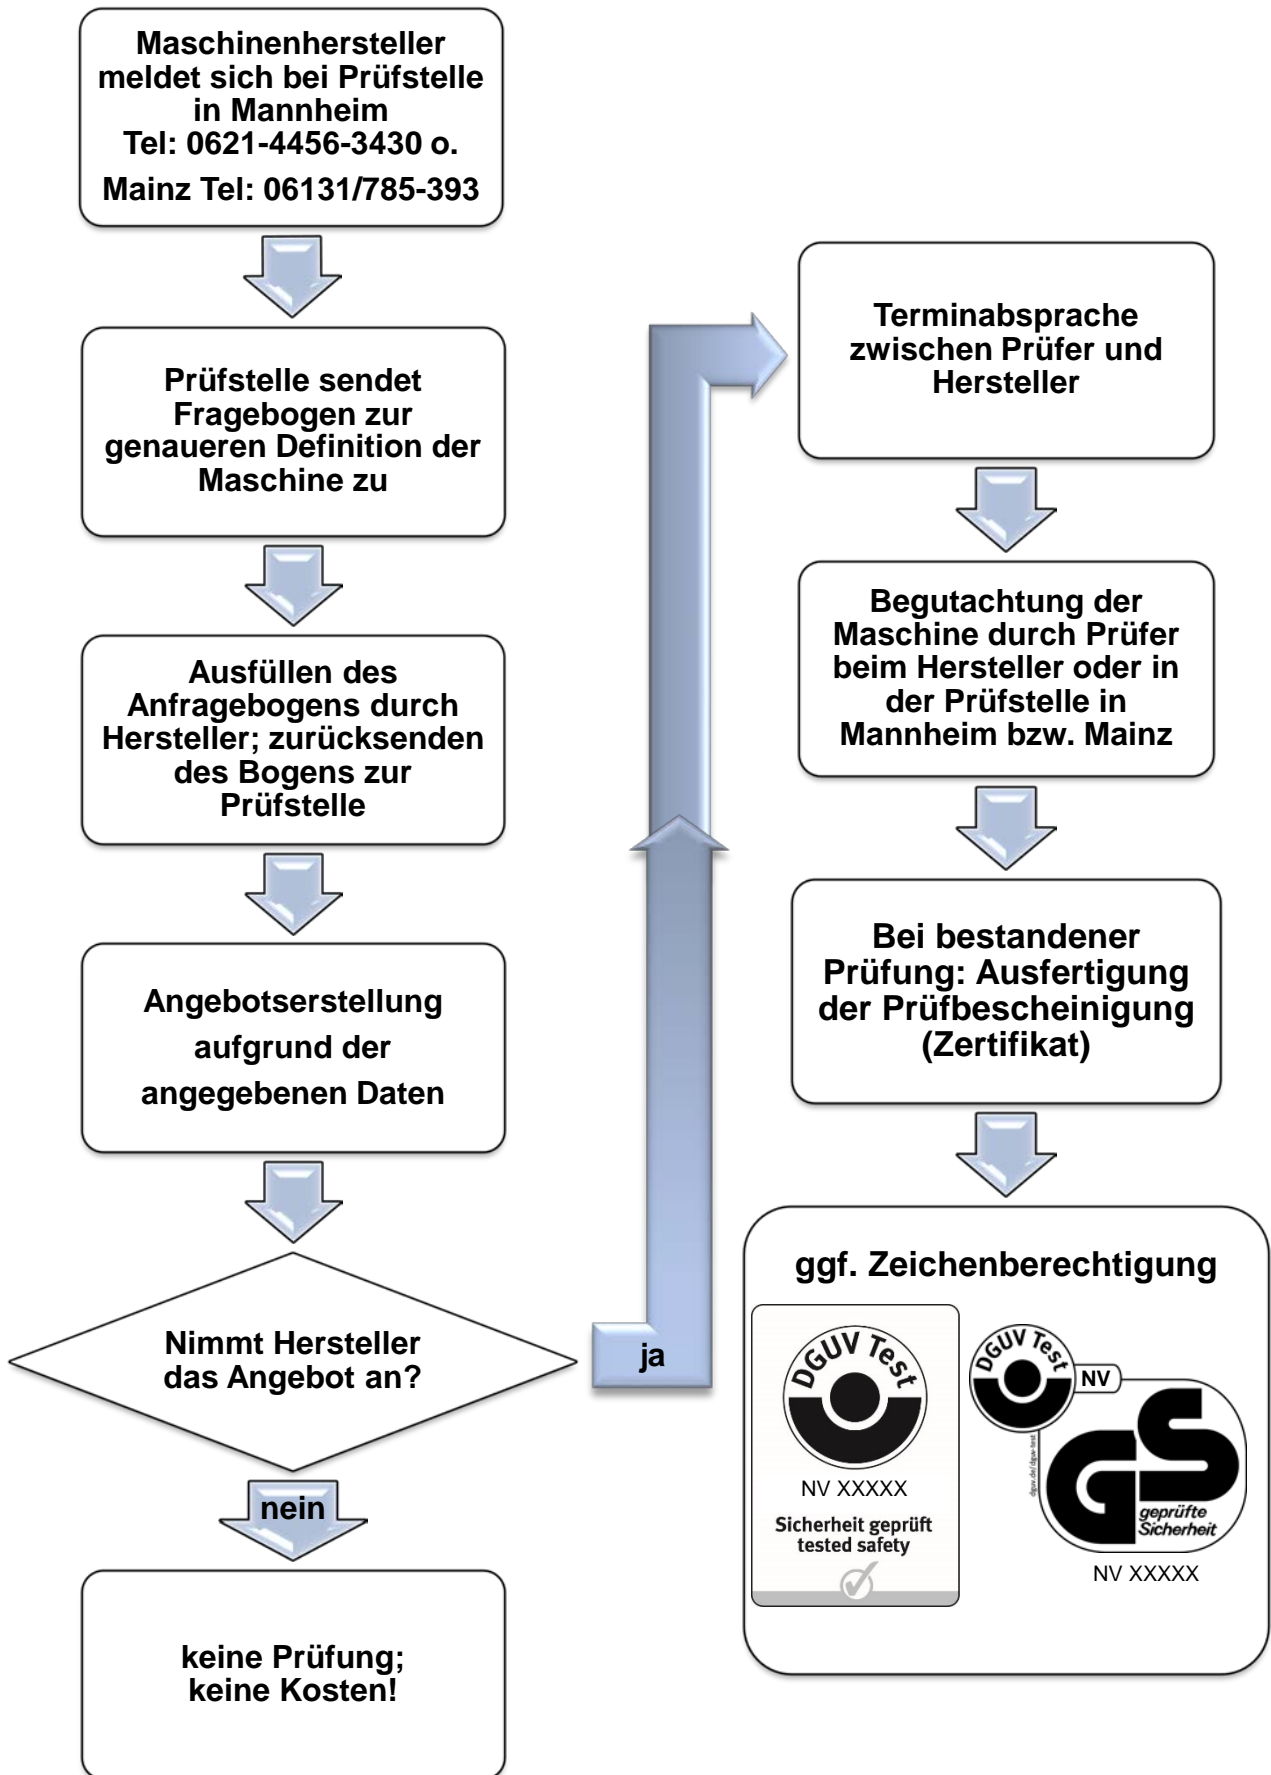 Maschinenhersteller
meldet sich bei Prüfstelle
in Mannheim
Tel: 0621-4456-3430 o.
Mainz Tel: 06131/785-393
Prüfstelle sendet
Fragebogen zur
genaueren Definition der
Maschine zu
Ausfüllen des
Anfragebogens durch
Hersteller; zurücksenden
des Bogens zur
Prüfstelle
Angebotserstellung
aufgrund der
angegebenen Daten
Nimmt Hersteller
das Angebot an?
nein
keine Prüfung;
keine Kosten!
ja
Terminabsprache
zwischen Prüfer und
Hersteller
Begutachtung der
Maschine durch Prüfer
beim Hersteller oder in
der Prüfstelle in
Mannheim bzw. Mainz
Bei bestandener
Prüfung: Ausfertigung
der Prüfbescheinigung
(Zertifikat)
ggf. Zeichenberechtigung
DGUV Test
NV XXXXX
Sicherheit geprüft
tested safety
DGUV Test
NV
dguv.de/dguv-test
GS
geprüfte
Sicherheit
NV XXXXX